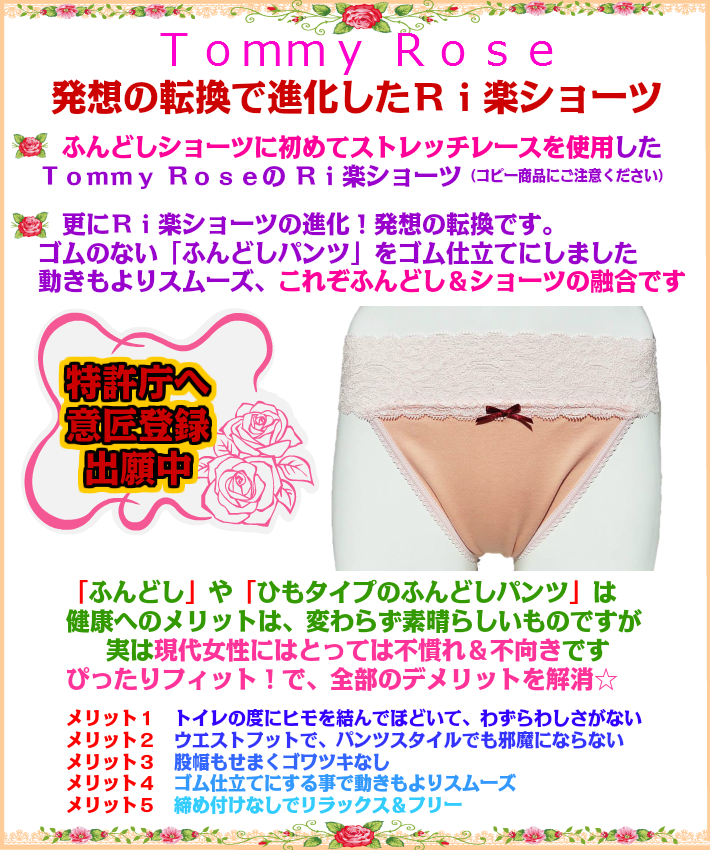 Tommy Rose
発想の転換で進化したRi楽ショーツ
ふんどしショーツに初めてストレッチレースを使用した
Tommy RoseのRi楽ショーツ（コピー商品にご注意ください）
更にRi楽ショーツの進化！発想の転換です。
ゴムのない「ふんどしパンツ」をゴム仕立てにしました
動きもよりスムーズ、これぞふんどし＆ショーツの融合です
特許庁へ
意匠登録
出願中
「ふんどし」や「ひもタイプのふんどしパンツ」は
健康へのメリットは、変わらず素晴らしいものですが
実は現代女性にはとっては不慣れ＆不向きです
ぴったりフィット！で、全部のデメリットを解消☆
メリット１ トイレの度にヒモを結んでほどいて、わずらわしさがない
メリット２ ウエストフットで、パンツスタイルでも邪魔にならない
メリット３ 股幅もせまくゴワツキなし
メリット４ ゴム仕立てにする事で動きもよりスムーズ
メリット５ 締め付けなしでリラックス＆フリー